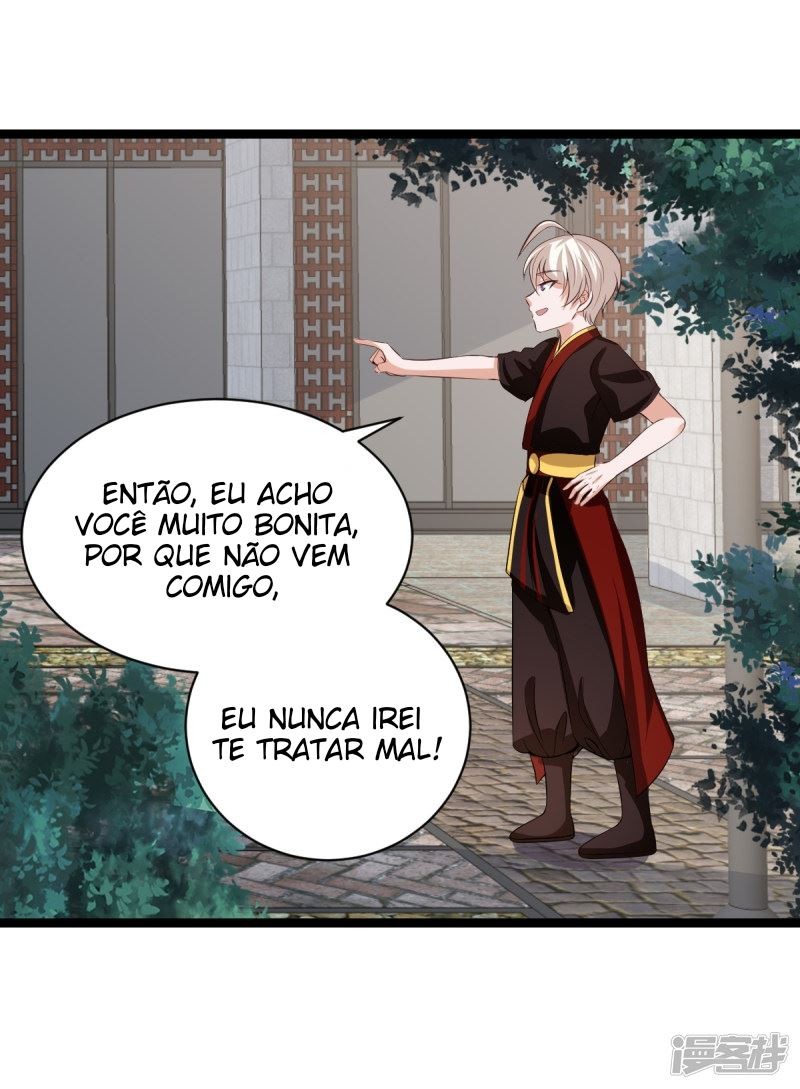 ENTÃO, EU ACHO
VOCÊ MUITO BONITA,
POR QUE NÃO VEM
COMIGO,
EU NUNCA IREI
TE TRATAR MAL!
漫客栈